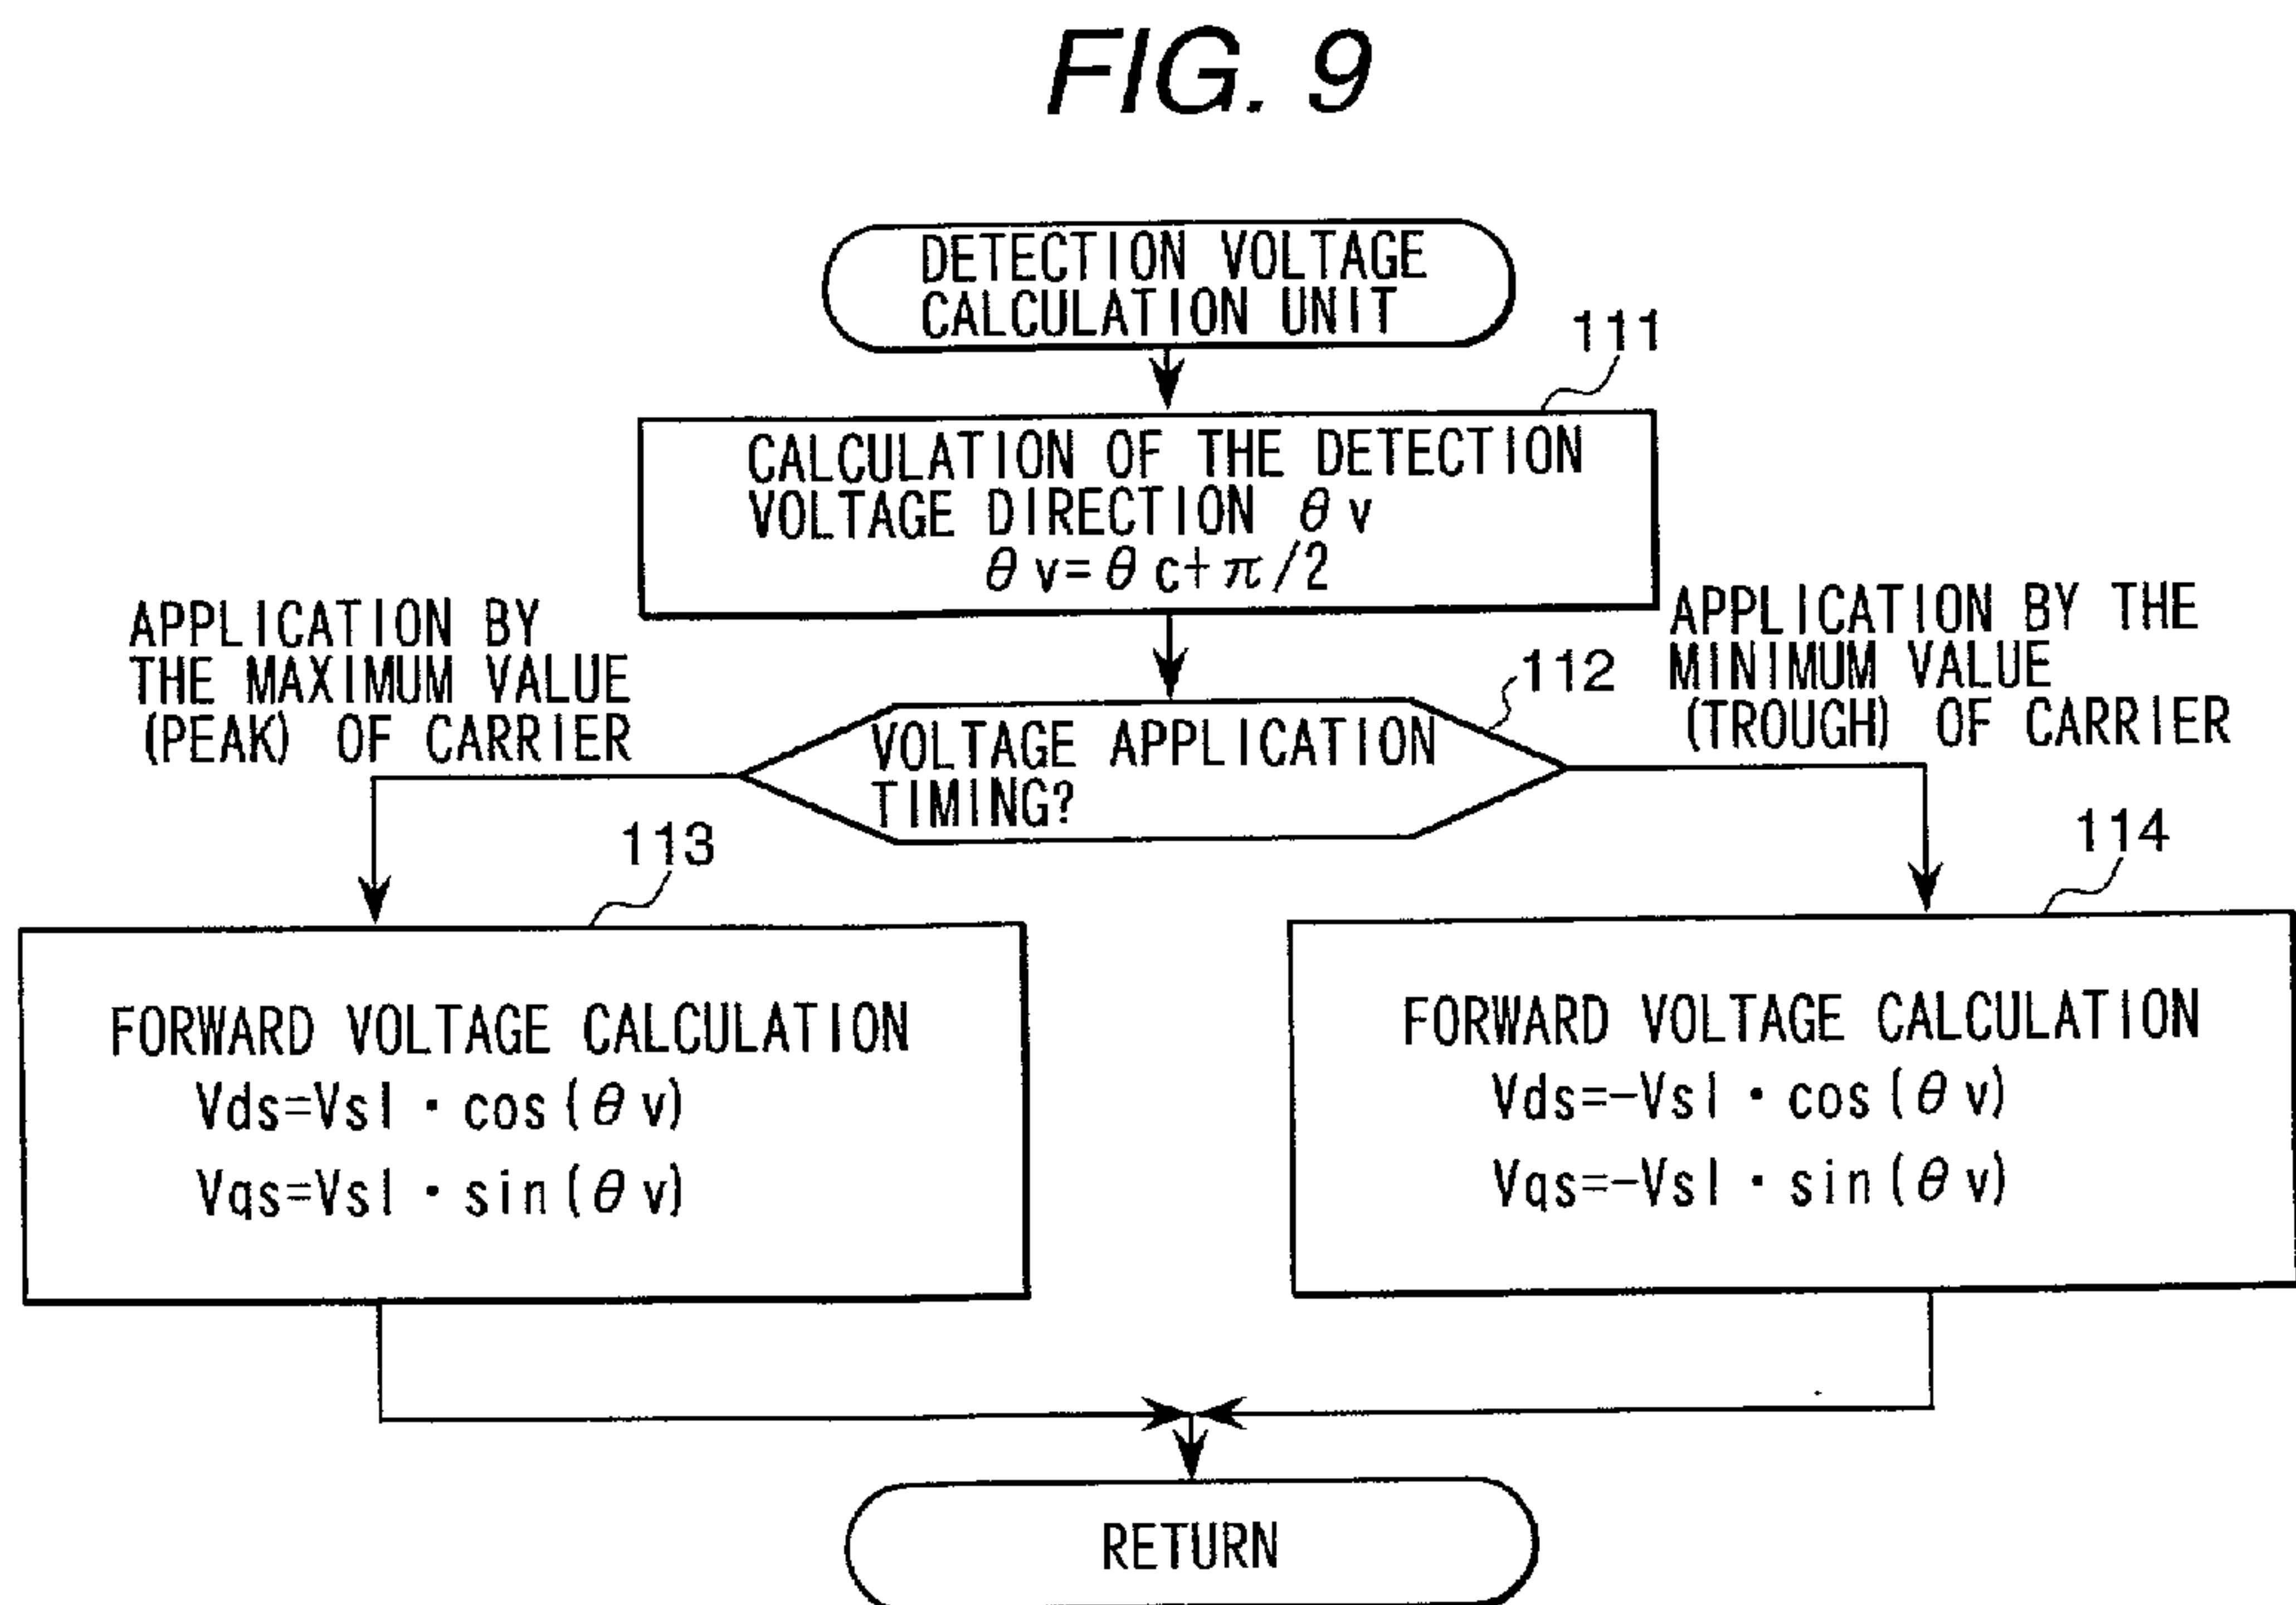 FIG. 9
DETECTION VOLTAGE
CALCULATION UNIT
111
CALCULATION OF THE DETECTION
VOLTAGE DIRECTION θv
θv=θc+π/2
APPLICATION BY
THE MAXIMUM VALUE
(PEAK) OF CARRIER
112
APPLICATION BY THE
MINIMUM VALUE
(TROUGH) OF CARRIER
VOLTAGE APPLICATION
TIMING?
113
FORWARD VOLTAGE CALCULATION
Vds=Vsl・cos(θv)
Vqs=Vsl・sin(θv)
114
FORWARD VOLTAGE CALCULATION
Vds=-Vsl・cos(θv)
Vqs=-Vsl・sin(θv)
RETURN